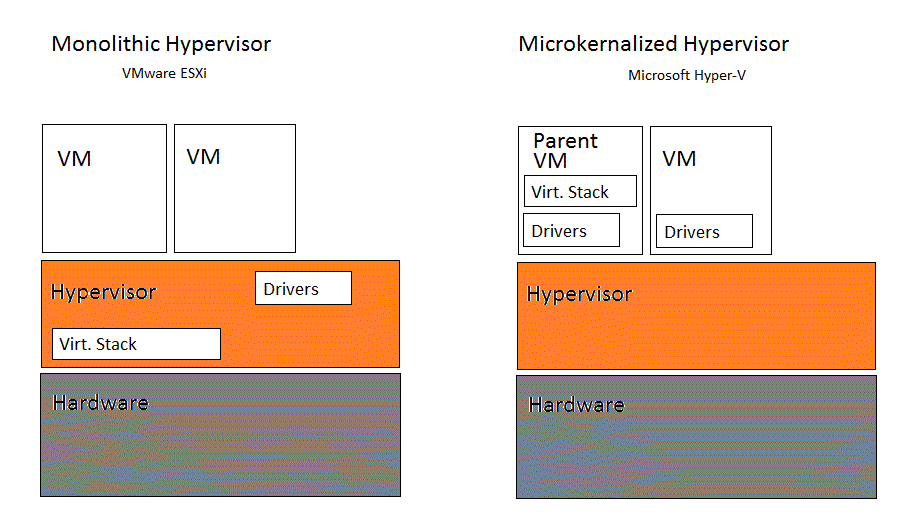 Monolithic Hypervisor
VMware ESXi
VM
VM
Hypervisor
Drivers
Virt. Stack
Hardware
Microkernalized Hypervisor
Microsoft Hyper-V
Parent
VM
Virt. Stack
Drivers
VM
Drivers
Hypervisor
Hardware